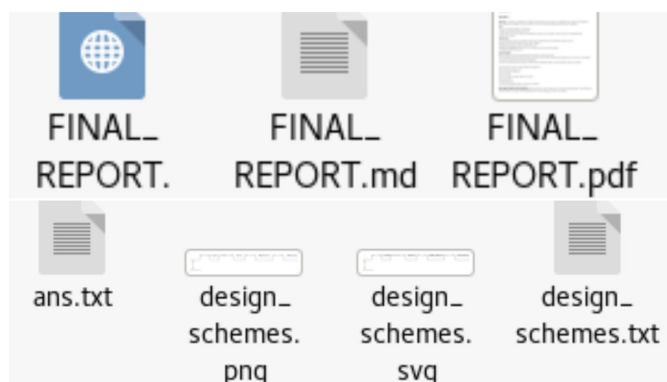 FINAL_ FINAL_ FINAL_
REPORT. REPORT.md REPORT.pdf
ans.txt design_ design_ design_
schemes. schemes. schemes.txt
png svg